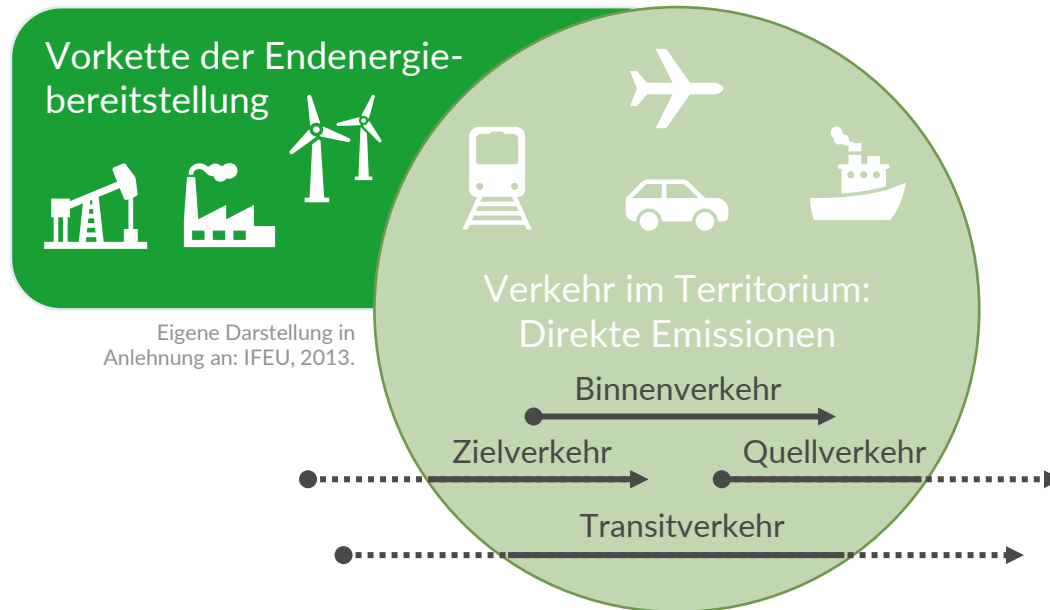 Vorkette der Endenergie-
bereitstellung
Verkehr im Territorium:
Direkte Emissionen
Eigene Darstellung in
Anlehnung an: IFEU, 2013.
Binnenverkehr
Zielverkehr
Quellverkehr
Transitverkehr